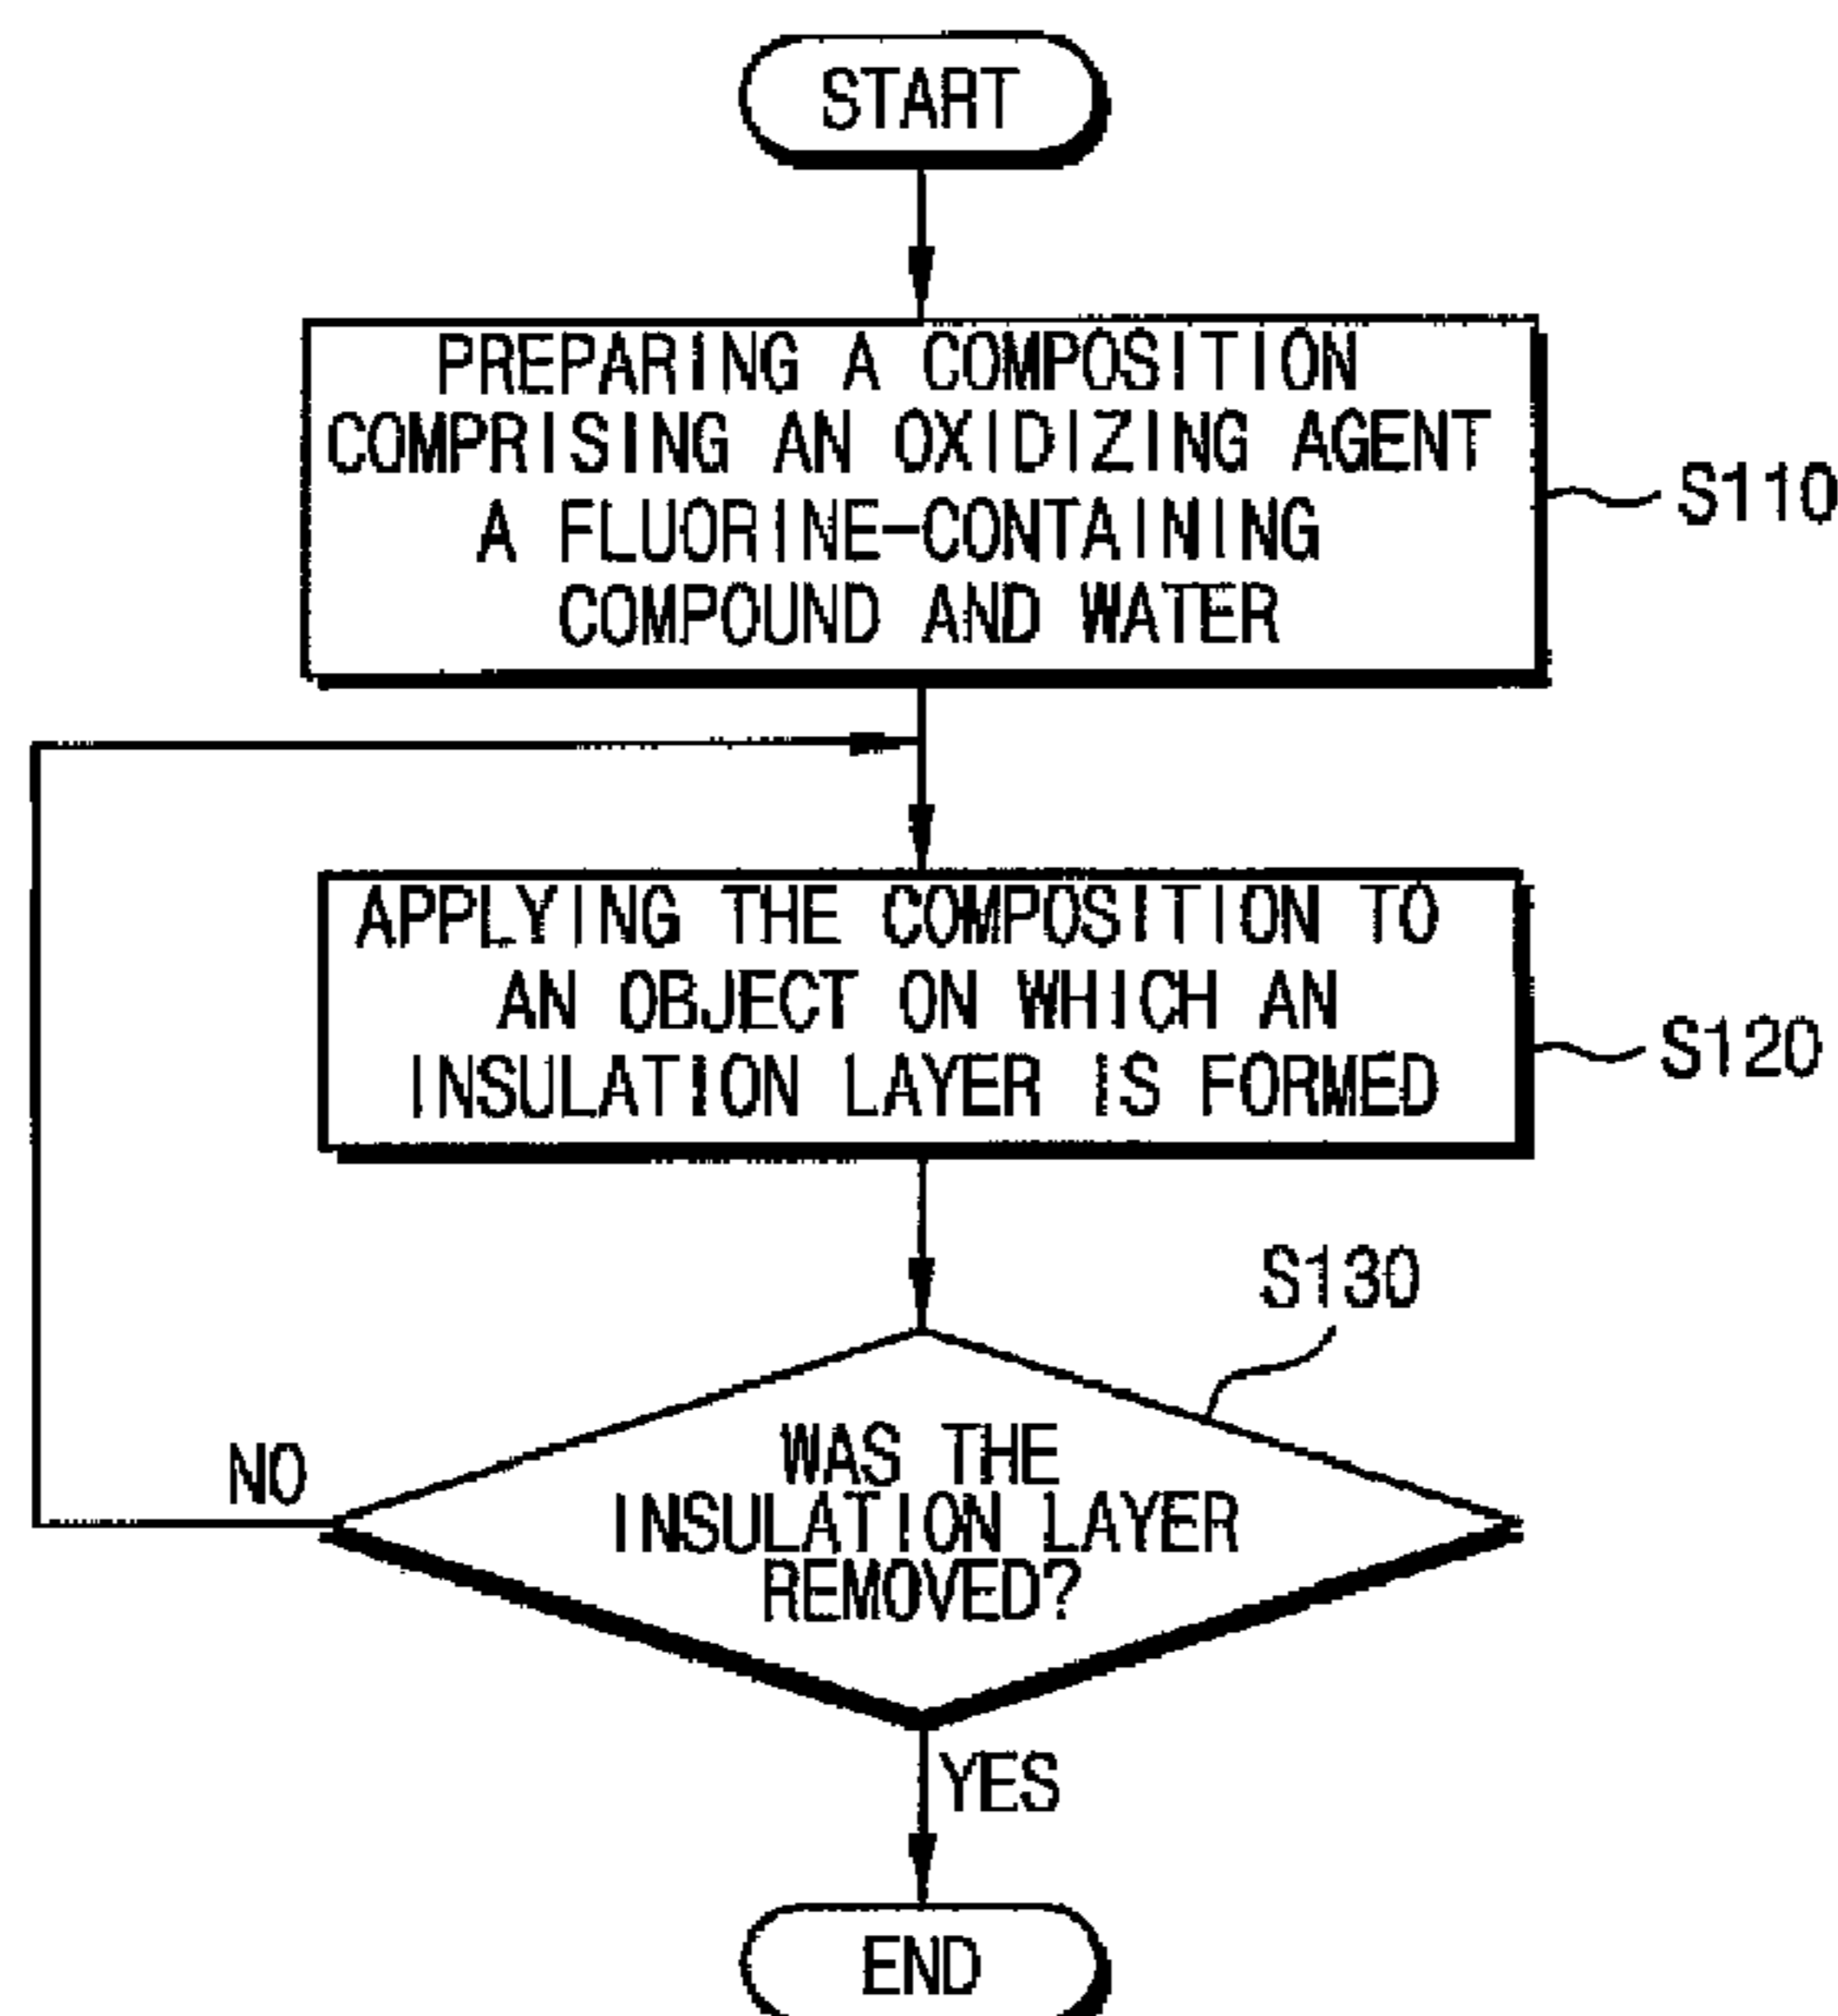 START
PREPARING A COMPOSITION
COMPRISING AN OXIDIZING AGENT
A FLUORINE-CONTAINING
COMPOUND AND WATER
S110
APPLYING THE COMPOSITION TO
AN OBJECT ON WHICH AN
INSULATION LAYER IS FORMED
S120
S130
WAS THE
INSULATION LAYER
REMOVED?
NO
YES
END